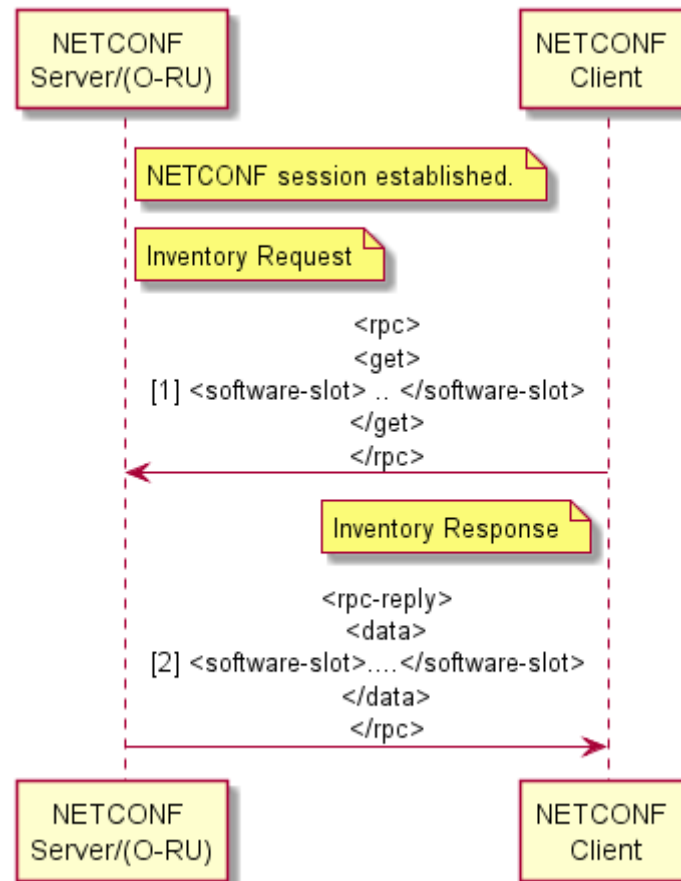 NETCONF
Server/(O-RU)
NETCONF
Client
NETCONF session established.
Inventory Request
<rpc>
<get>
[1] <software-slot> .. </software-slot>
</get>
</rpc>
Inventory Response
<rpc-reply>
<data>
[2] <software-slot>....</software-slot>
</data>
</rpc>
NETCONF
Server/(O-RU)
NETCONF
Client